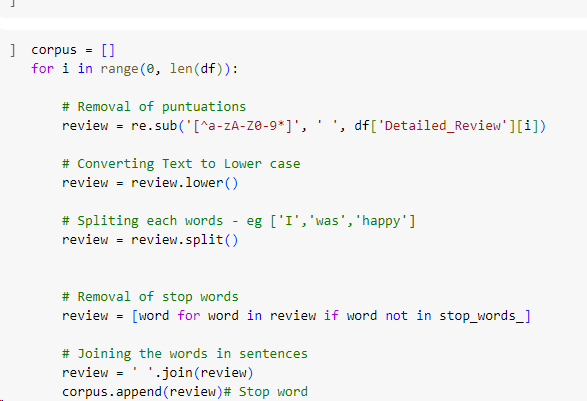 ]
] corpus = []
for i in range(0, len(df)):
# Removal of puntuations
review = re.sub('[^a-zA-Z0-9*]', ' ', df['Detailed_Review'][i])
# Converting Text to Lower case
review = review.lower()
# Spliting each words - eg ['I','was','happy']
review = review.split()
# Removal of stop words
review = [word for word in review if word not in stop_words_]
# Joining the words in sentences
review = ' '.join(review)
corpus.append(review)# Stop word